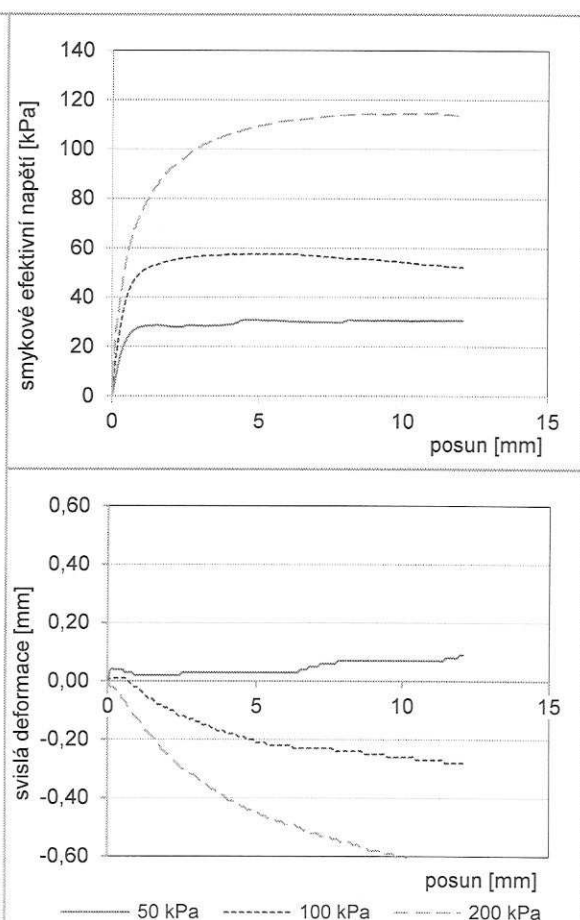 140
120
100
80
60
40
20
0
smykové efektivní napětí [kPa]
0 5 10 15
posun [mm]
0,60
0,40
0,20
0,00
-0,20
-0,40
-0,60
svislá deformace [mm]
0 5 10 15
posun [mm]
50 kPa 100 kPa 200 kPa